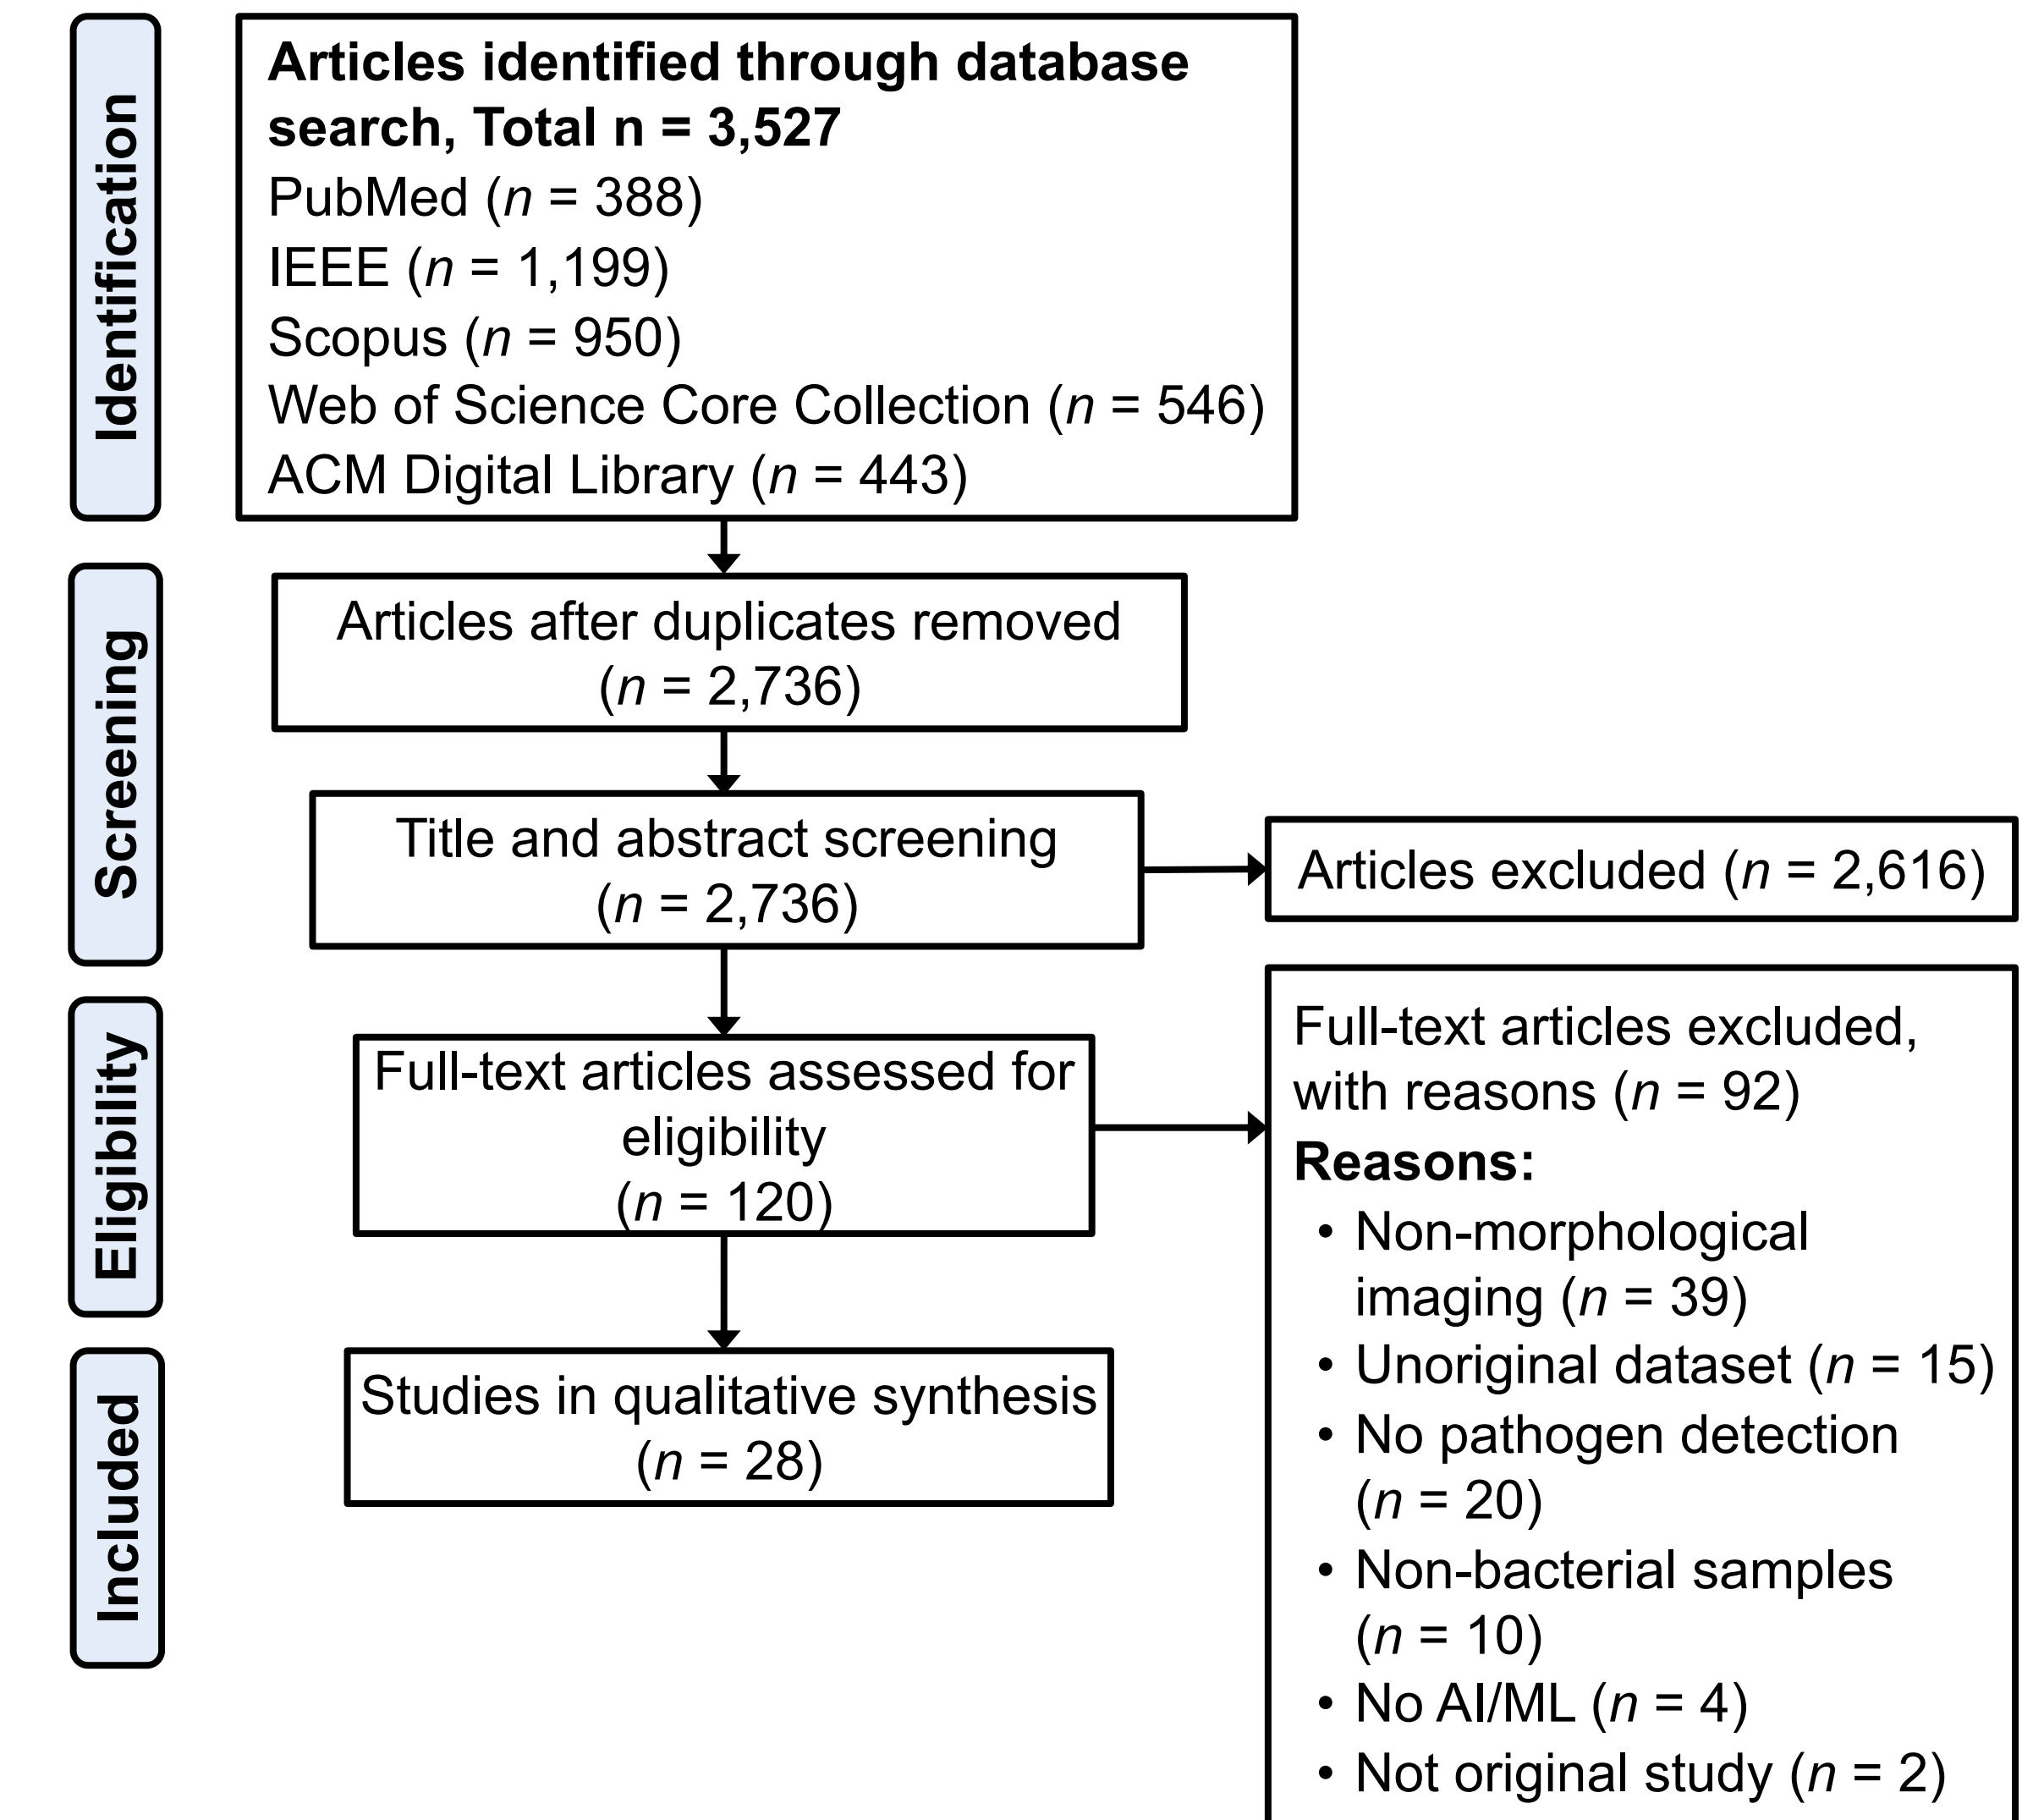 Identification
Articles identified through database
search, Total n = 3,527
PubMed (n = 388)
IEEE (n = 1,199)
Scopus (n = 950)
Web of Science Core Collection (n = 546)
ACM Digital Library (n = 443)
Screening
Articles after duplicates removed
(n = 2,736)
Title and abstract screening
(n = 2,736)
Articles excluded (n = 2,616)
Eligibility
Full-text articles assessed for
eligibility
(n = 120)
Full-text articles excluded,
with reasons (n = 92)
Reasons:
• Non-morphological
imaging (n = 39)
• Unoriginal dataset (n = 15)
• No pathogen detection
(n = 20)
• Non-bacterial samples
(n = 10)
• No AI/ML (n = 4)
• Not original study (n = 2)
Included
Studies in qualitative synthesis
(n = 28)